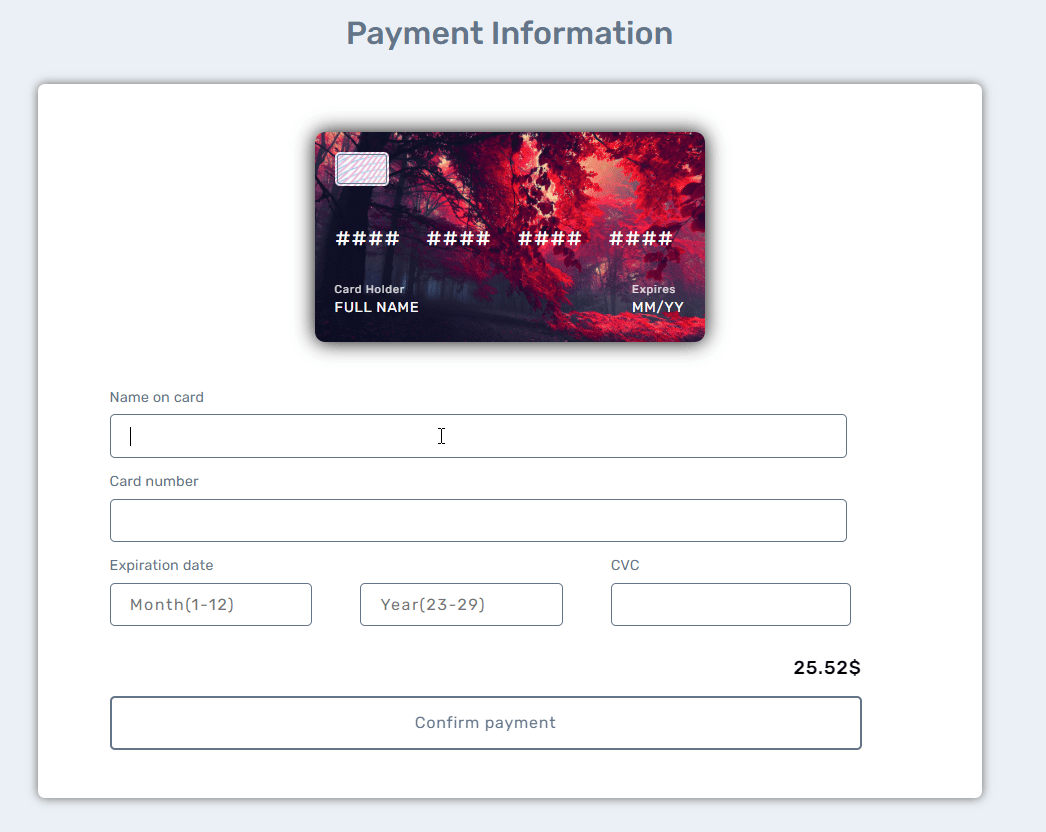 Payment Information
#### #### #### ####
Card Holder Expires
FULL NAME MM/YY
Name on card
Card number
Expiration date CVC
Month(1-12) Year(23-29)
25.52$
Confirm payment